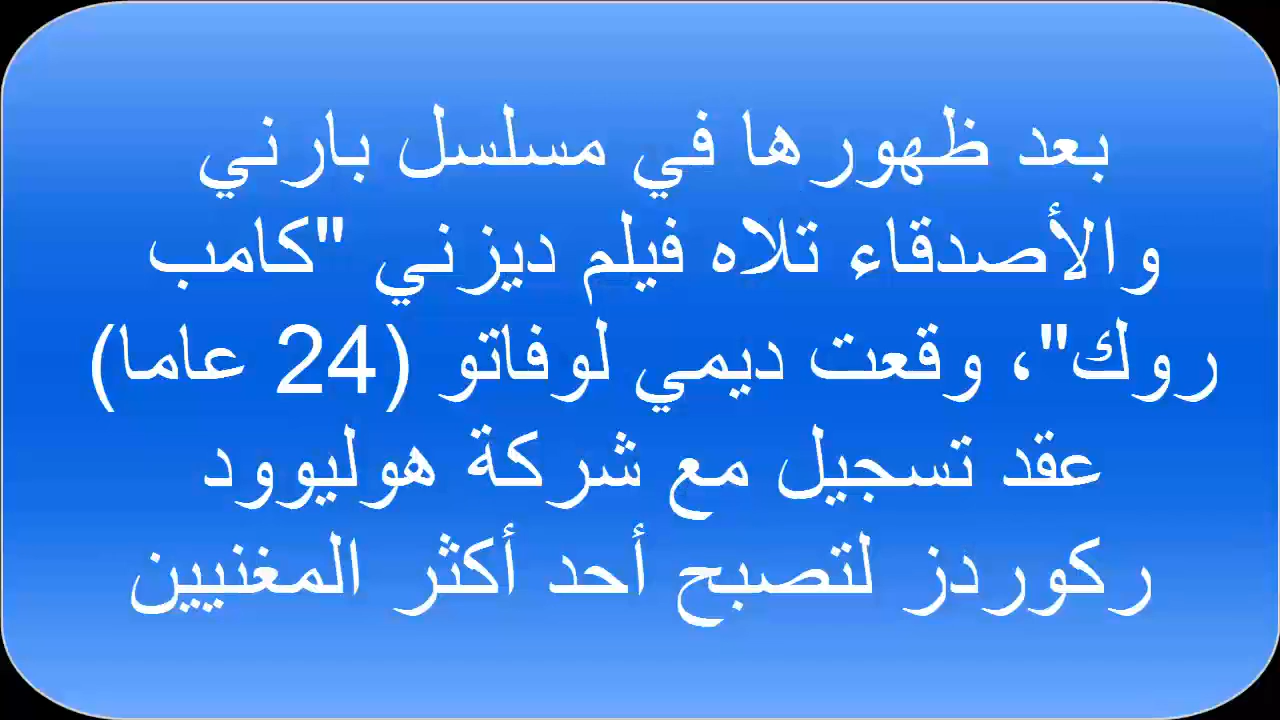 بعد ظهورها في مسلسل بارني
والأصدقاء تلاه فيلم ديزني "كامب
روك"، وقعت ديمي لوفاتو (24 عاما)
عقد تسجيل مع شركة هوليوود
ركوردز لتصبح أحد أكثر المغنيين